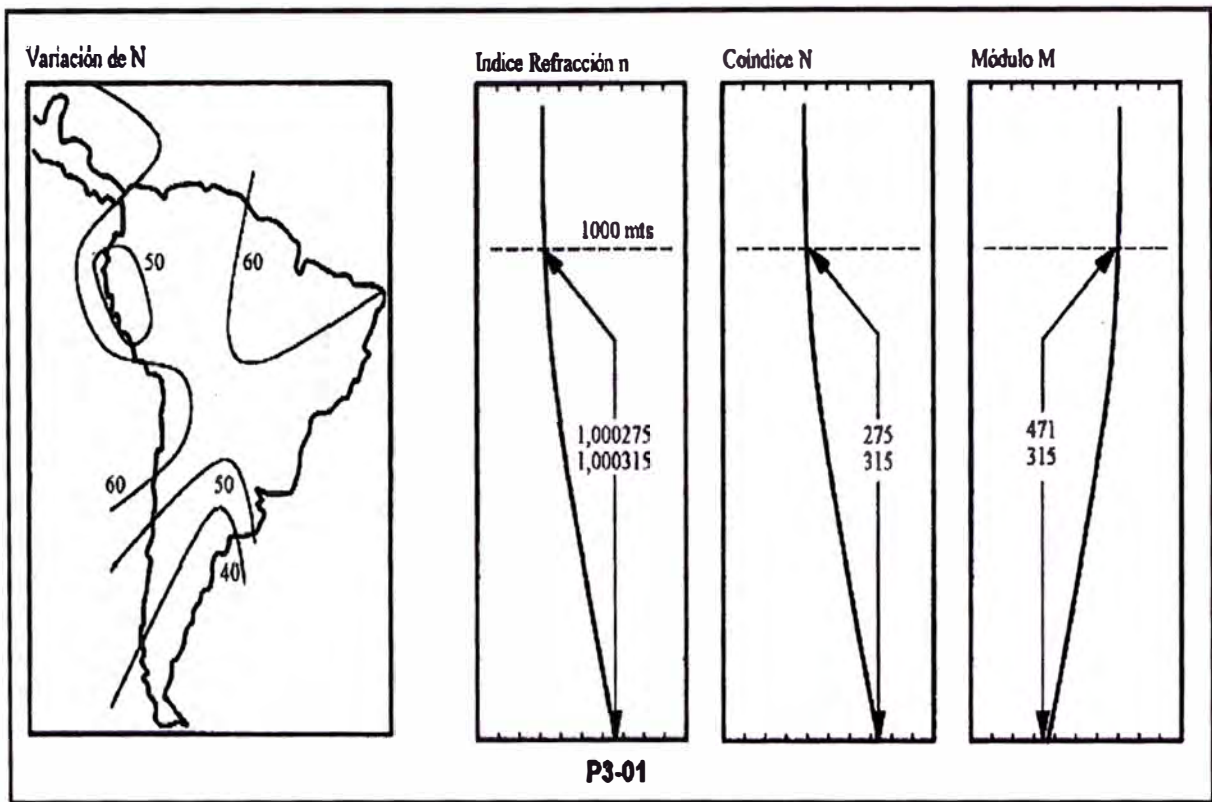 Variación de N
50
60
60
50
40
Indice Refracción n
1000 mts
1,000275
1,000315
Coíndice N
275
315
Módulo M
471
315
P3-01